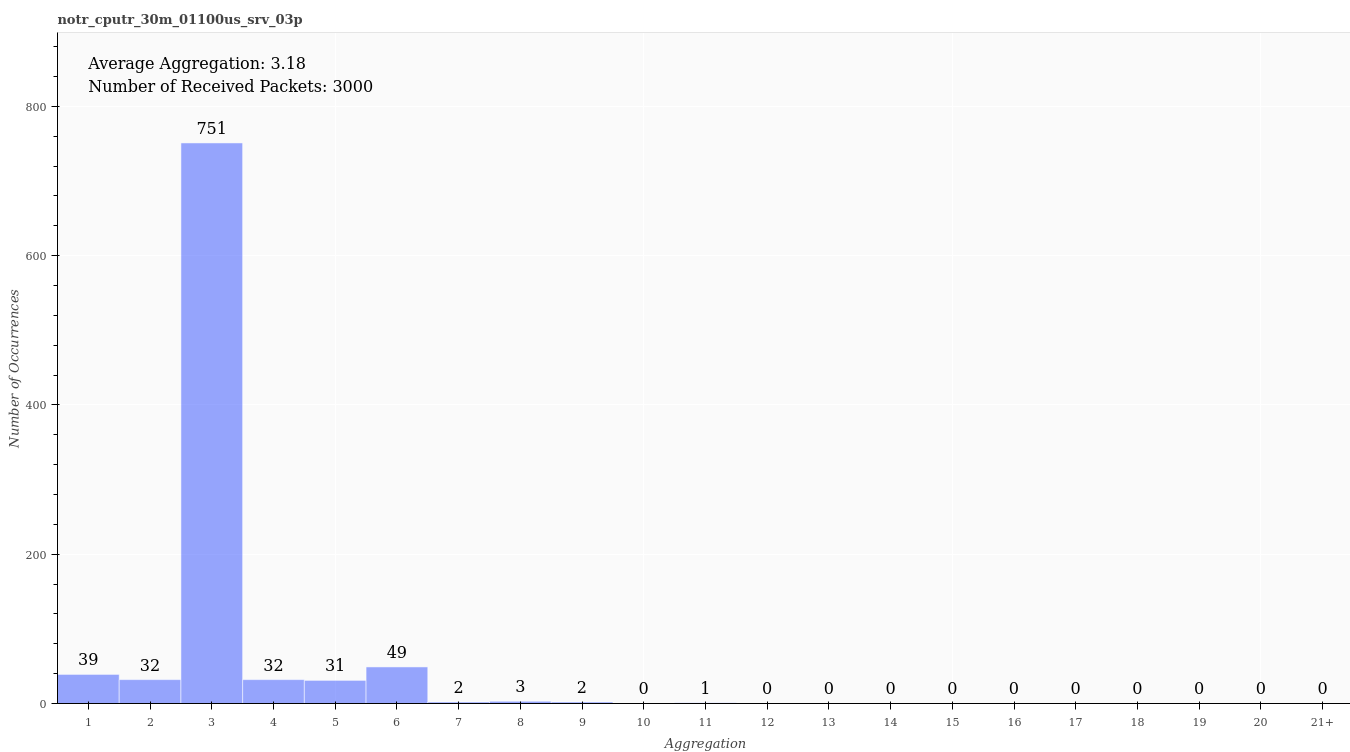 notr_cputr_30m_01100us_srv_03p
Average Aggregation: 3.18
Number of Received Packets: 3000
800
600
400
200
0
Number of Occurrences
39 32 751 32 31 49 2 3 2 0 1 0 0 0 0 0 0 0 0 0 0
1 2 3 4 5 6 7 8 9 10 11 12 13 14 15 16 17 18 19 20 21+
Aggregation